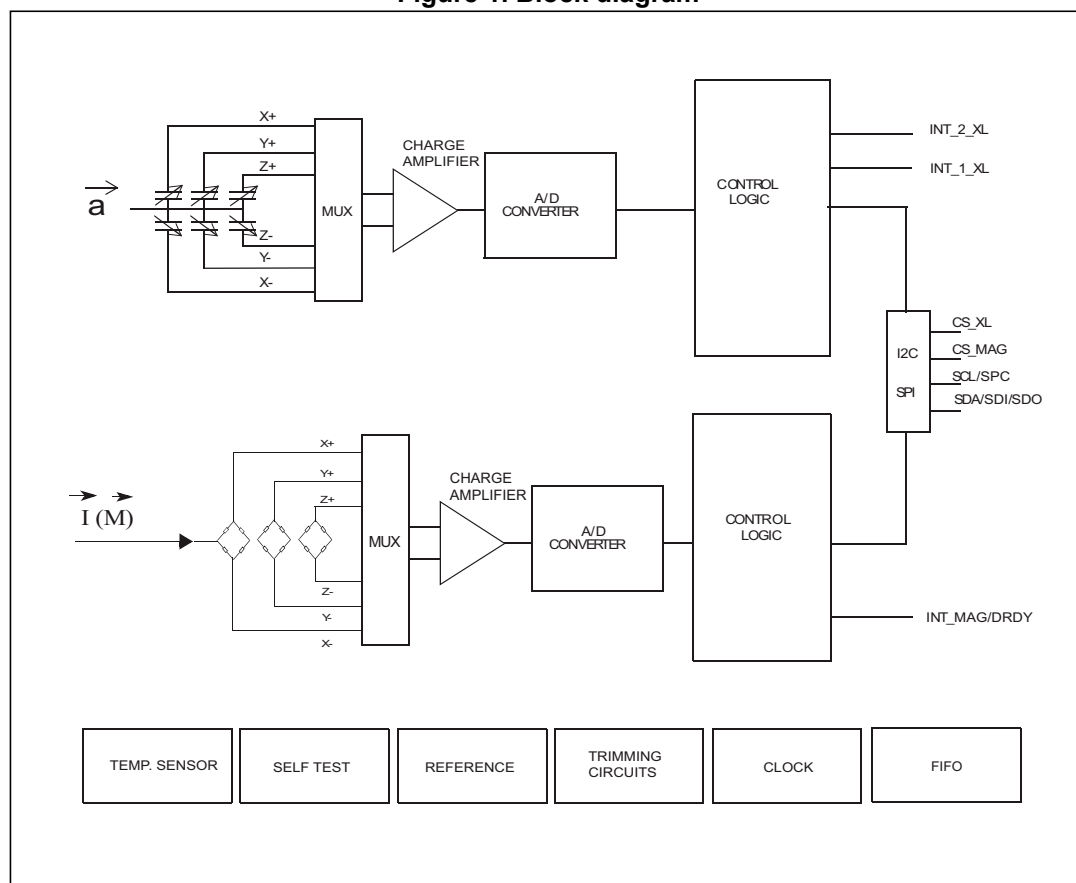 Figure 1. Block diagram
X+
Y+
Z+
a
Z-
Y-
X-
MUX
CHARGE
AMPLIFIER
A/D
CONVERTER
CONTROL
LOGIC
INT_2_XL
INT_1_XL
I2C
SPI
CS_XL
CS_MAG
SCL/SPC
SDA/SDI/SDO
X+
Y+
Z+
I (M)
Z-
Y-
X-
MUX
CHARGE
AMPLIFIER
A/D
CONVERTER
CONTROL
LOGIC
INT_MAG/DRDY
TEMP. SENSOR
SELF TEST
REFERENCE
TRIMMING
CIRCUITS
CLOCK
FIFO